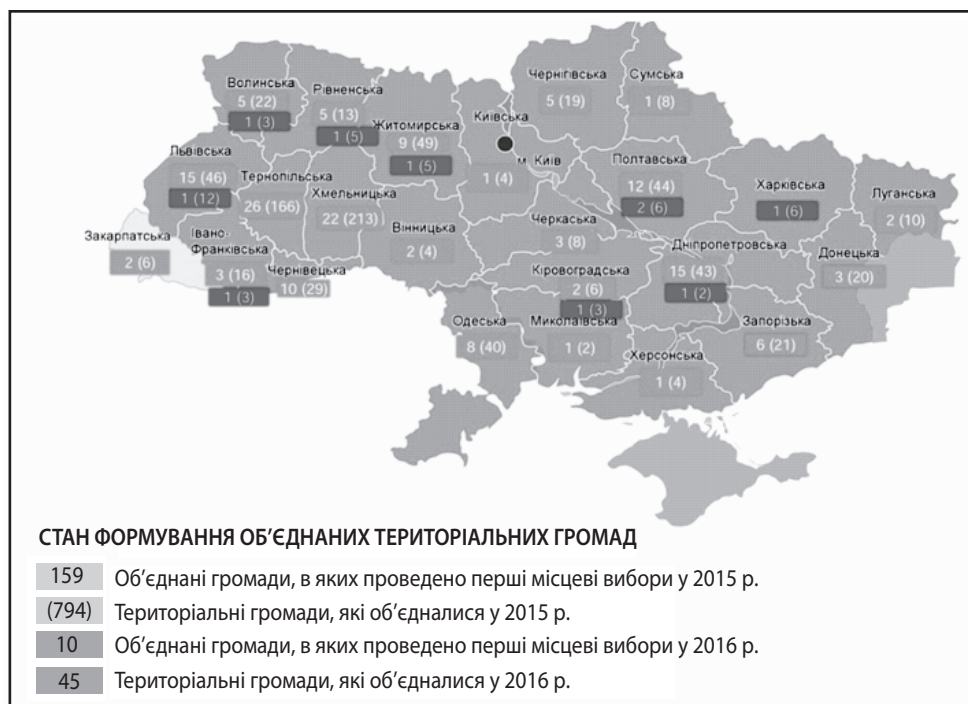 Волинська
5 (22)
1 (3)
Рівненська
5 (13)
1 (5)
Житомирська
9 (49)
1 (5)
Київська
м. Київ
1 (4)
Чернігівська
5 (19)
Сумська
1 (8)
Львівська
15 (46)
1 (12)
Тернопільська
26 (166)
Хмельницька
22 (213)
Вінницька
2 (4)
Черкаська
3 (8)
Полтавська
12 (44)
2 (6)
Харківська
1 (6)
Луганська
2 (10)
Закарпатська
2 (6)
Івано-
Франківська
3 (16)
1 (3)
Чернівецька
10 (29)
Кіровоградська
2 (6)
1 (3)
Дніпропетровська
15 (43)
1 (2)
Донецька
3 (20)
Одеська
8 (40)
Миколаївська
1 (2)
Херсонська
1 (4)
Запорізька
6 (21)
СТАН ФОРМУВАННЯ ОБ’ЄДНАНИХ ТЕРИТОРІАЛЬНИХ ГРОМАД
159 Об’єднані громади, в яких проведено перші місцеві вибори у 2015 р.
(794) Територіальні громади, які об’єдналися у 2015 р.
10 Об’єднані громади, в яких проведено перші місцеві вибори у 2016 р.
45 Територіальні громади, які об’єдналися у 2016 р.